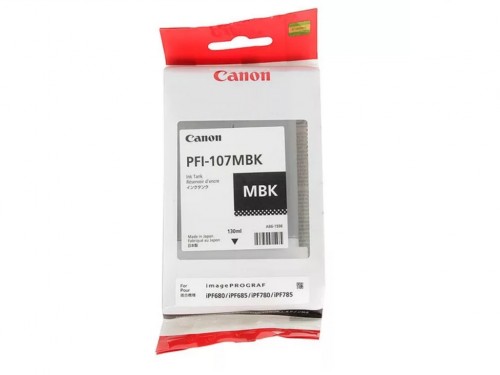 Canon
Canon
PFI-107MBK
Ink Tank
Réservoir d'encre
インクタンク
MBK
130ml
Made in Japan
Fabriqué au Japon
日本製
For
Pour
imagePROGRAF
iPF680/iPF685/iPF780/iPF785